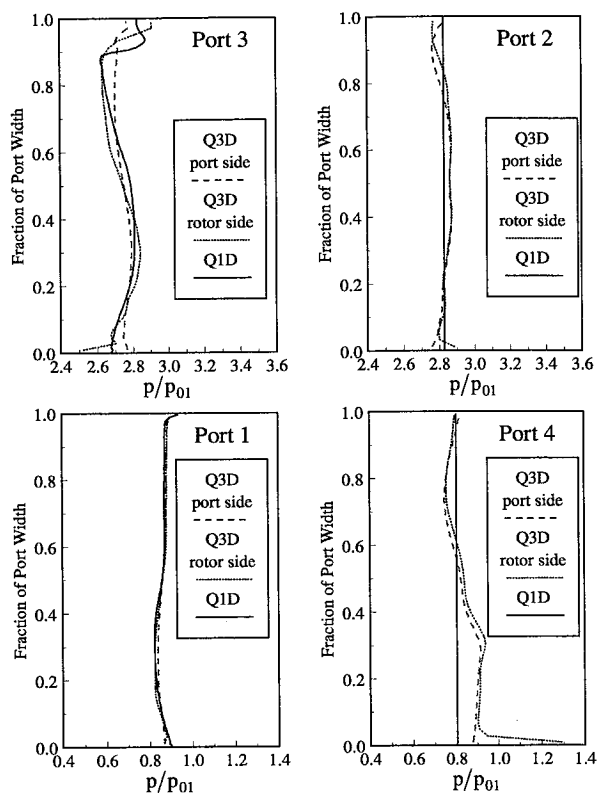 Port 3
Fraction of Port Width
1.0
0.8
0.6
0.4
0.2
0.0
Q3D
port side
Q3D
rotor side
Q1D
2.4 2.6 2.8 3.0 3.2 3.4 3.6
p/p01
Port 2
Fraction of Port Width
1.0
0.8
0.6
0.4
0.2
0.0
Q3D
port side
Q3D
rotor side
Q1D
2.4 2.6 2.8 3.0 3.2 3.4 3.6
p/p01
Port 1
Fraction of Port Width
1.0
0.8
0.6
0.4
0.2
0.0
Q3D
port side
Q3D
rotor side
Q1D
0.4 0.6 0.8 1.0 1.2 1.4
p/p01
Port 4
Fraction of Port Width
1.0
0.8
0.6
0.4
0.2
0.0
Q3D
port side
Q3D
rotor side
Q1D
0.4 0.6 0.8 1.0 1.2 1.4
p/p01